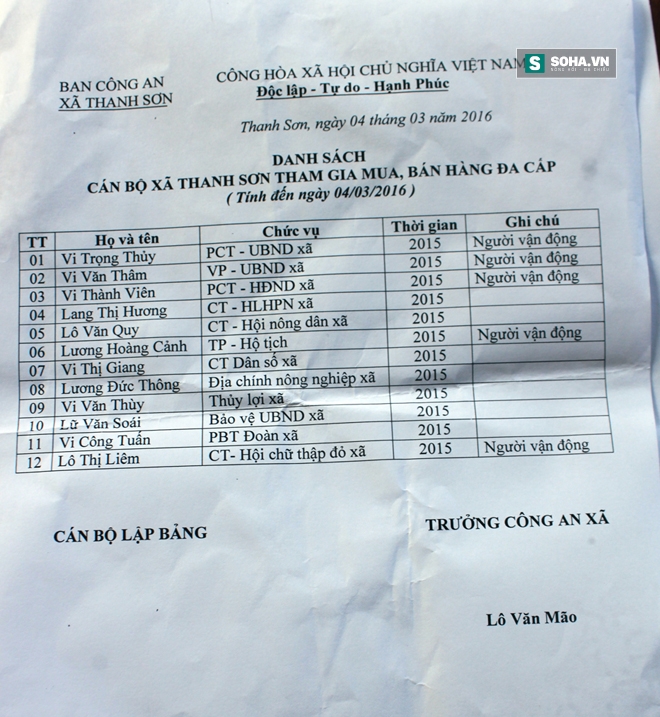 SOHA.VN
BAN CÔNG AN
XÃ THANH SƠN
CỘNG HÒA XÃ HỘI CHỦ NGHĨA VIỆT NAM
Độc lập - Tự do - Hạnh Phúc
Thanh Sơn, ngày 04 tháng 03 năm 2016
DANH SÁCH
CÁN BỘ XÃ THANH SƠN THAM GIA MUA, BÁN HÀNG ĐA CẤP
( Tính đến ngày 04/03/2016 )
TT Họ và tên Chức vụ Thời gian Ghi chú
01 Vi Trọng Thủy PCT - UBND xã 2015 Người vận động
02 Vi Văn Thâm VP - UBND xã 2015 Người vận động
03 Vi Thành Viên PCT - HĐND xã 2015 Người vận động
04 Lang Thị Hương CT - HLHPN xã 2015
05 Lô Văn Quy CT - Hội nông dân xã 2015
06 Lương Hoàng Cảnh TP - Hộ tịch 2015 Người vận động
07 Vi Thị Giang CT Dân số xã 2015
08 Lương Đức Thông Địa chính nông nghiệp xã 2015
09 Vi Văn Thùy Thủy lợi xã 2015
10 Lữ Văn Soái Bảo vệ UBND xã 2015
11 Vi Công Tuấn PBT Đoàn xã 2015
12 Lô Thị Liêm CT- Hội chữ thập đỏ xã 2015 Người vận động
CÁN BỘ LẬP BẢNG
TRƯỞNG CÔNG AN XÃ
Lô Văn Mão